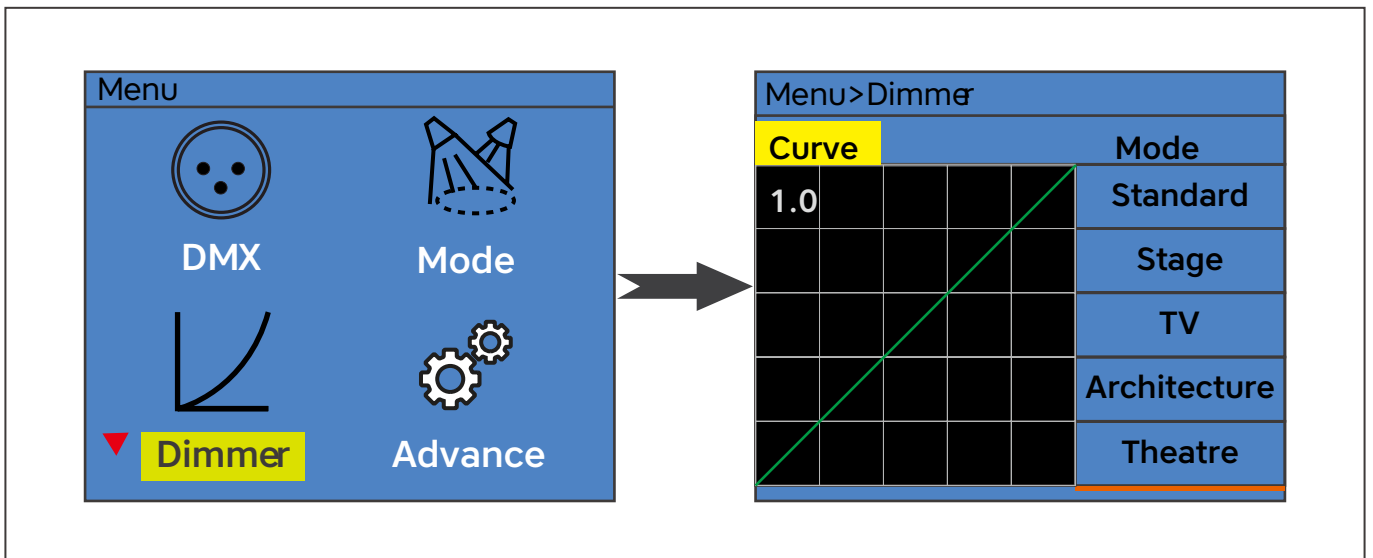 Menu
DMX
Mode
Dimmer
Advance
Menu>Dimmer
Curve
Mode
1.0
Standard
Stage
TV
Architecture
Theatre